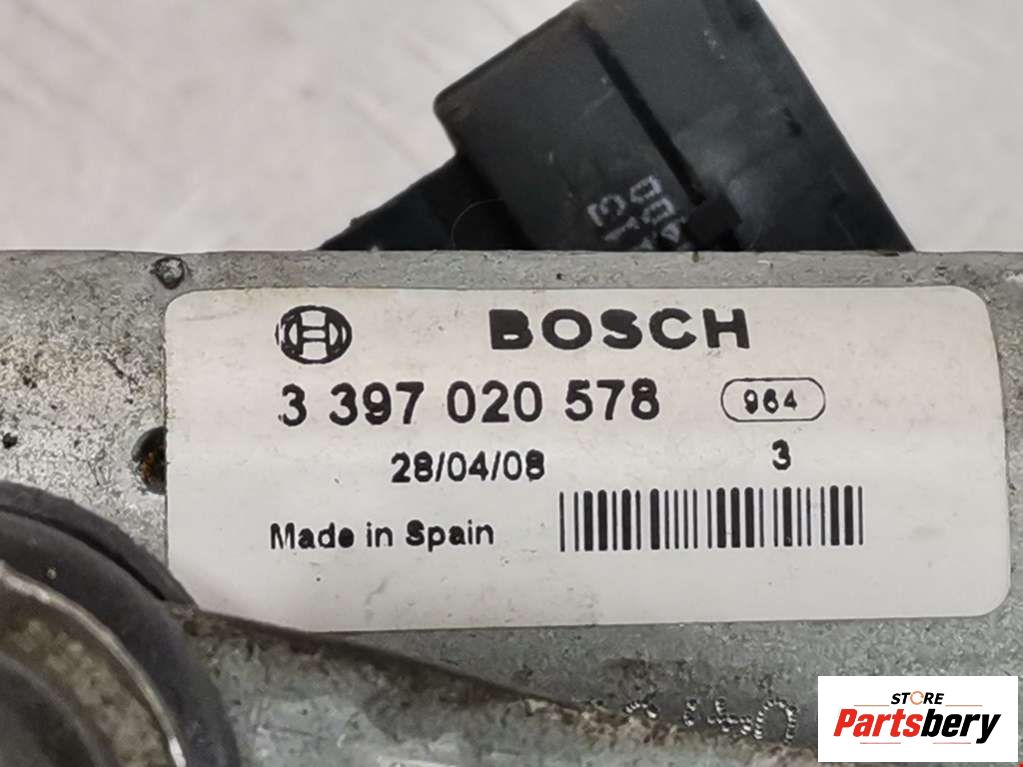 BOSCH
3 397 020 578 964
28/04/08 3
Made in Spain
STORE
Partsbery